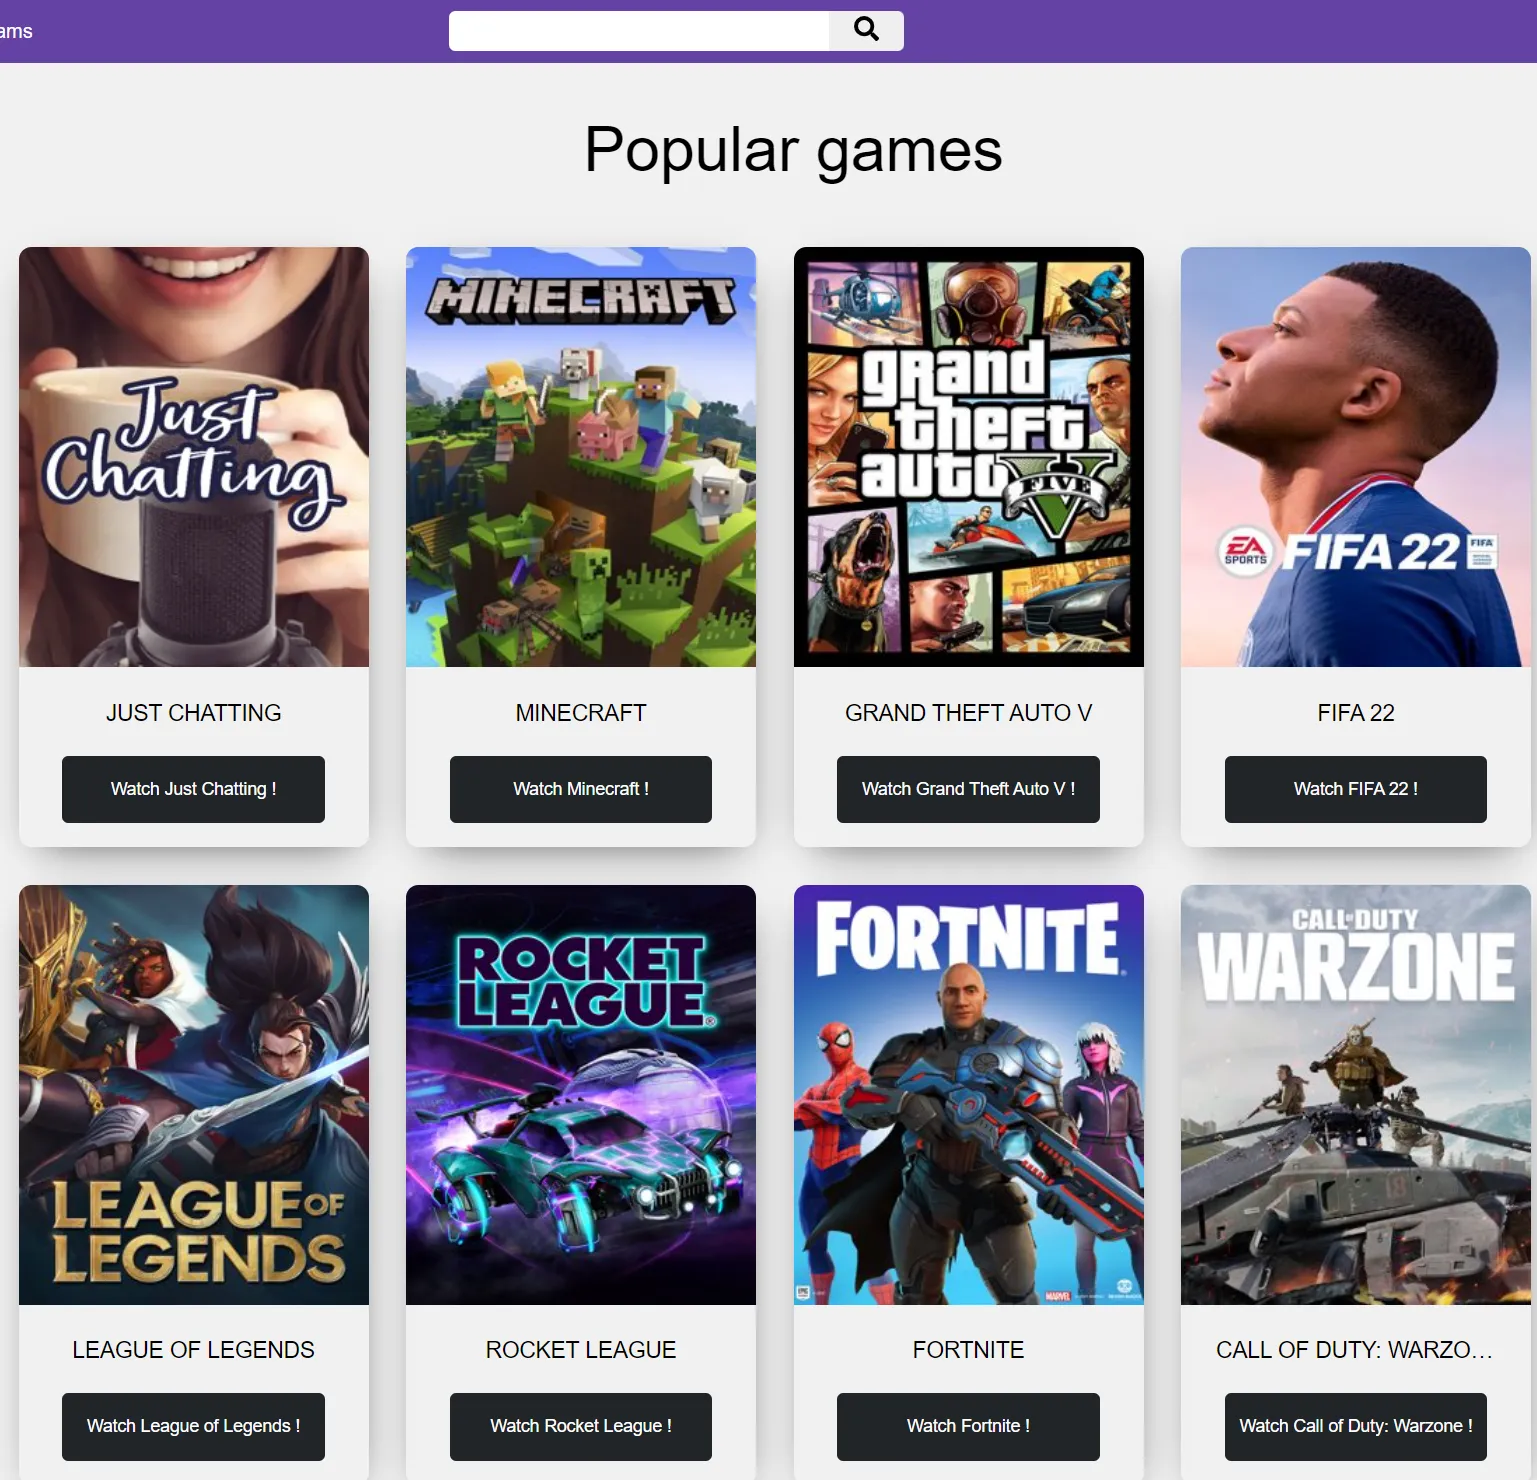 ams
Popular games
Just
Chatting
MINECRAFT
grand
theft
auto
FIVE
EA
SPORTS
FIFA 22
FIFA
JUST CHATTING
MINECRAFT
GRAND THEFT AUTO V
FIFA 22
Watch Just Chatting !
Watch Minecraft !
Watch Grand Theft Auto V !
Watch FIFA 22 !
LEAGUE OF
LEGENDS
ROCKET
LEAGUE
FORTNITE
EPIC
MARVEL
CALL OF DUTY
WARZONE
LEAGUE OF LEGENDS
ROCKET LEAGUE
FORTNITE
CALL OF DUTY: WARZO...
Watch League of Legends !
Watch Rocket League !
Watch Fortnite !
Watch Call of Duty: Warzone !